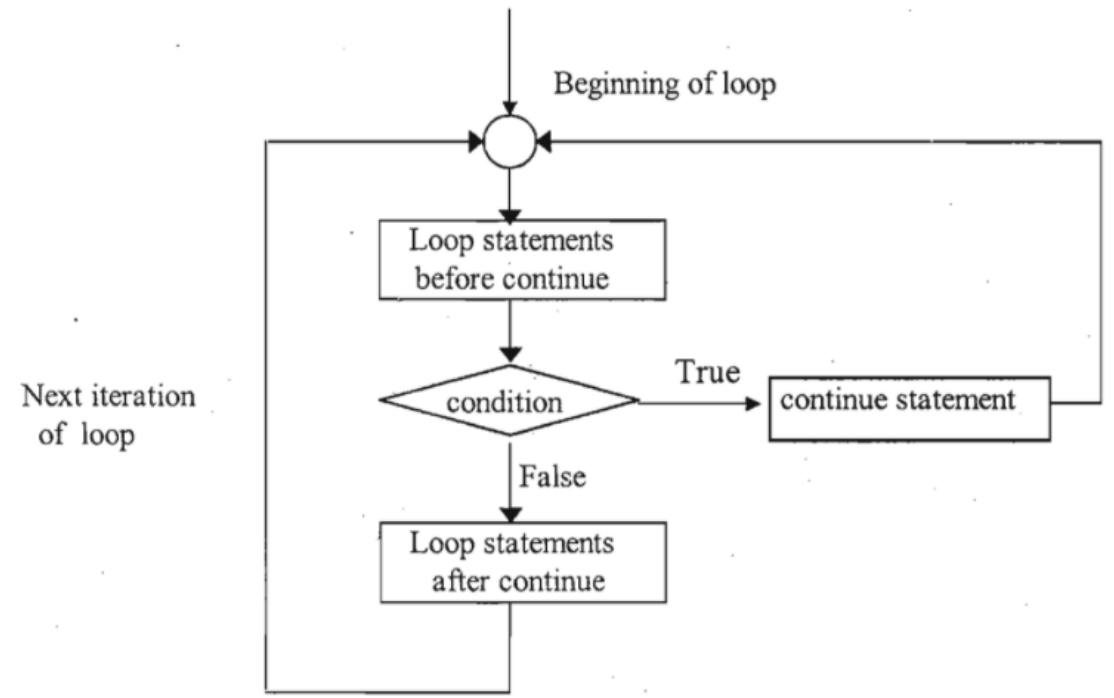 Beginning of loop
Loop statements
before continue
True
condition
continue statement
Next iteration
of loop
False
Loop statements
after continue